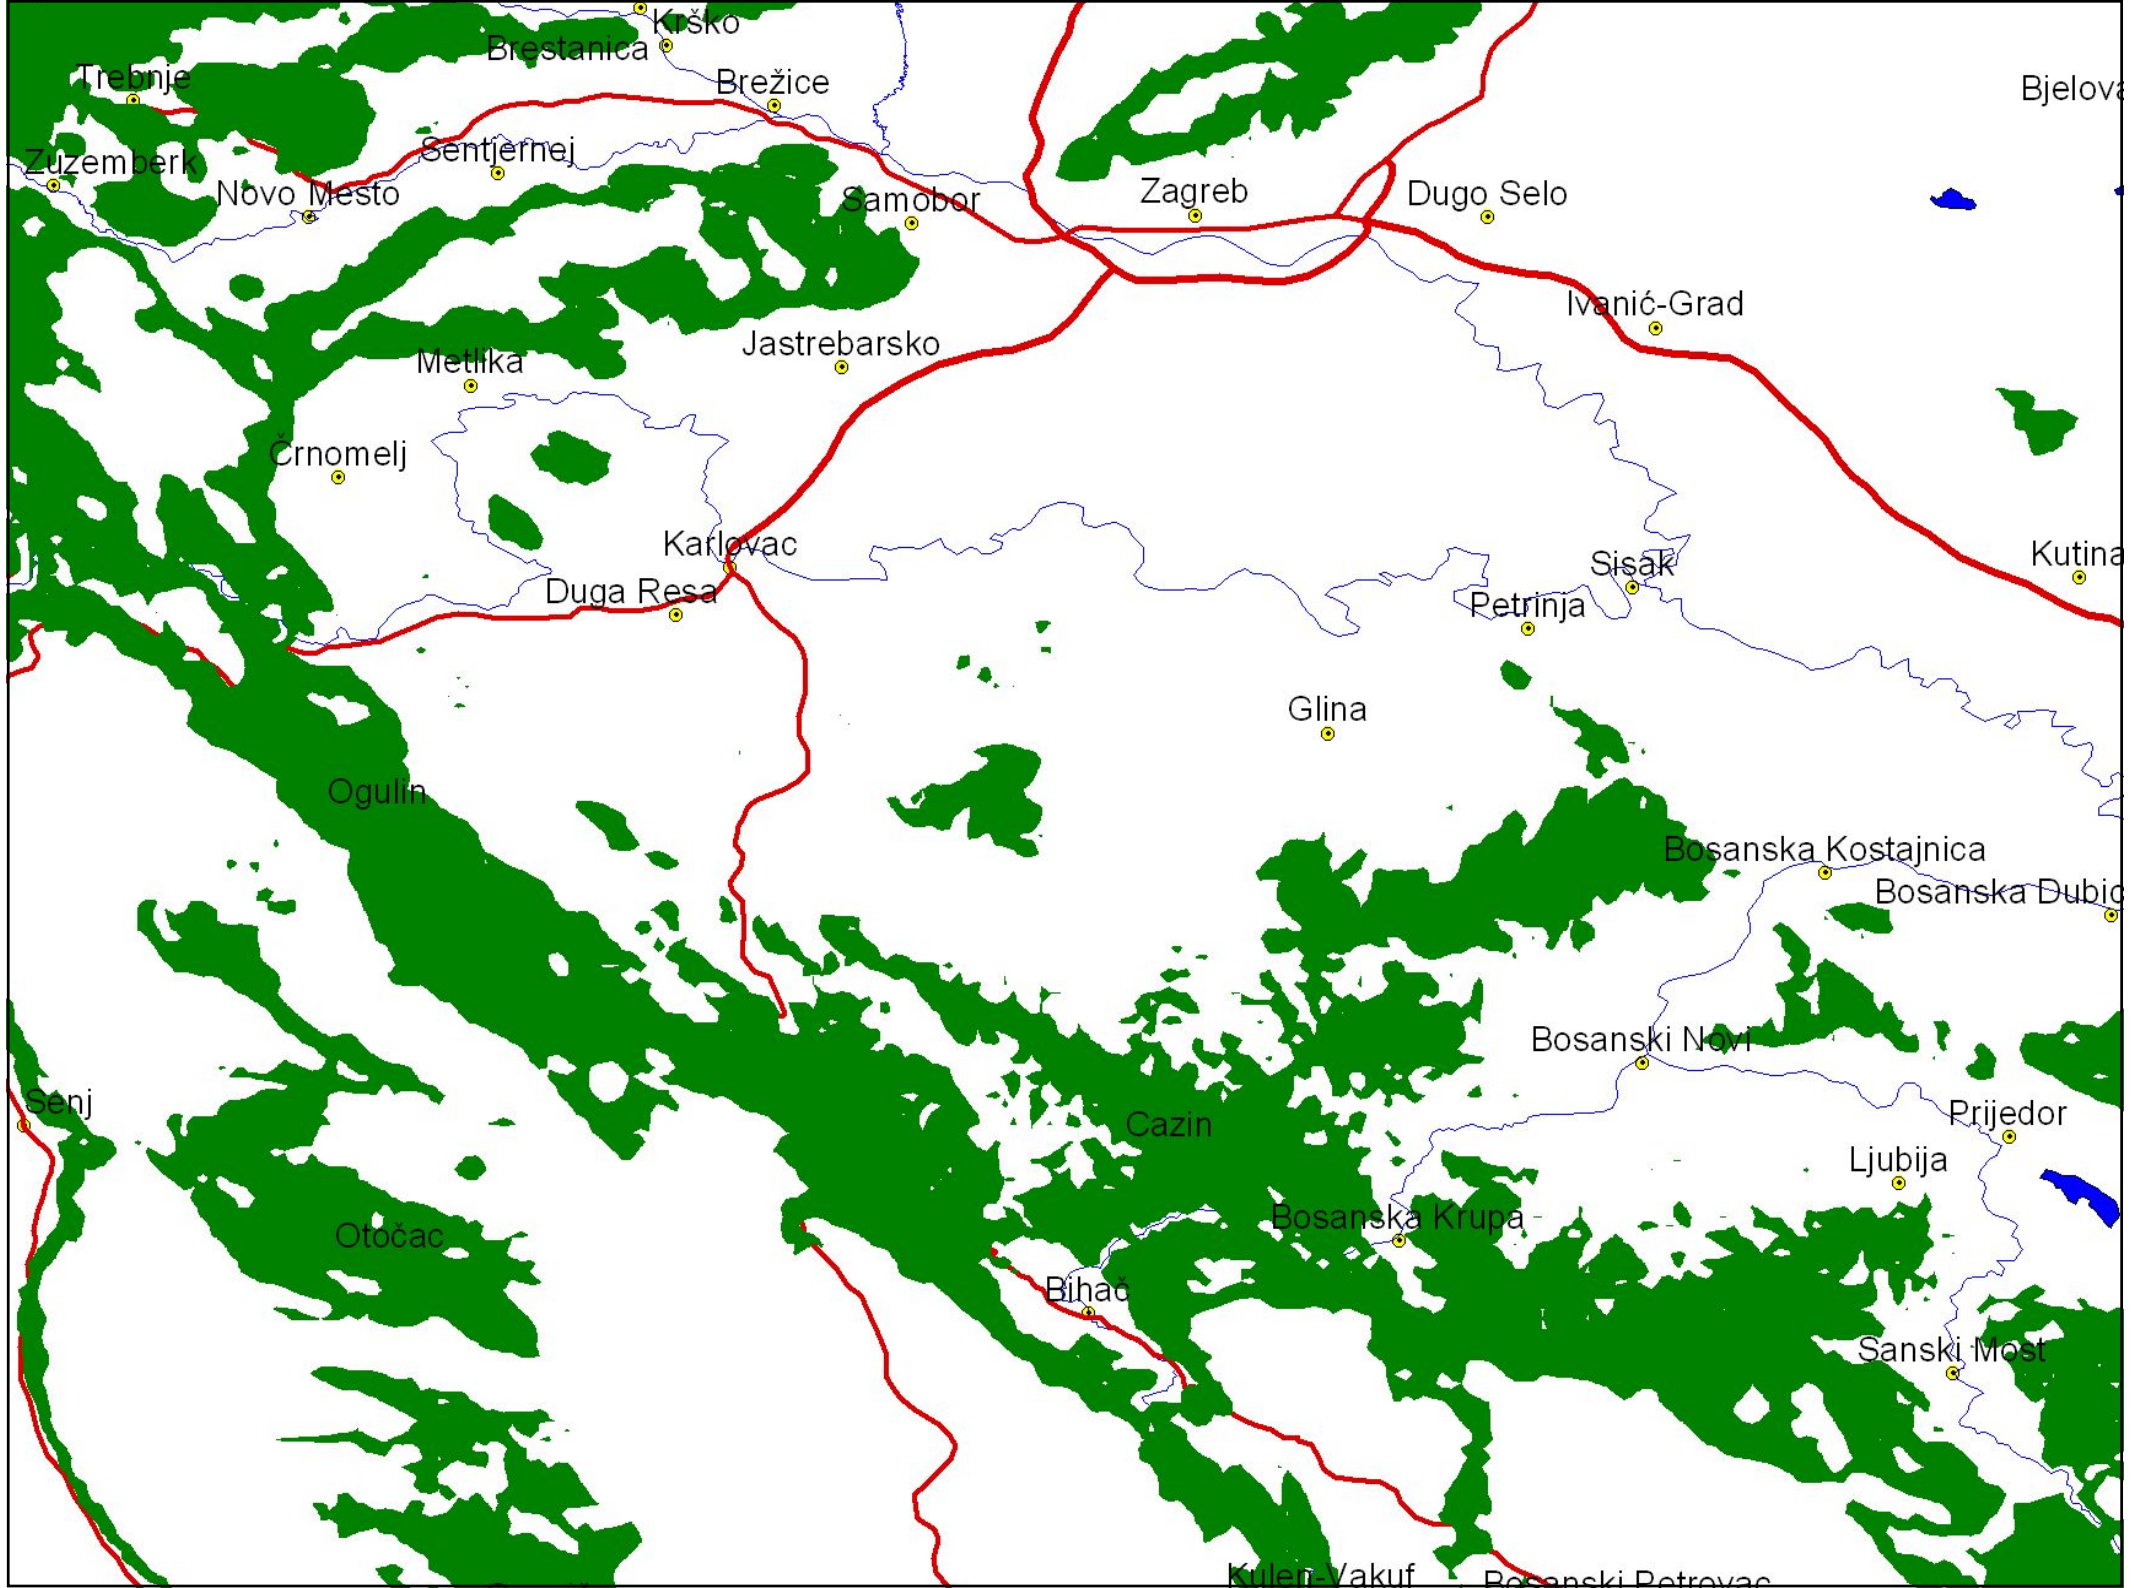 Krško
Brestanica
Trebnje
Brežice
Bjelova
Sentjernej
Zuzemberk
Novo Mesto
Samobor
Zagreb
Dugo Selo
Ivanić-Grad
Jastrebarsko
Metlika
Črnomelj
Karlovac
Kutina
Sisak
Duga Resa
Petrinja
Glina
Ogulin
Bosanska Kostajnica
Bosanska Dubic
Bosanski Novi
Senj
Prijedor
Cazin
Ljubija
Bosanska Krupa
Otočac
Bihač
Sanski Most
Kulen-Vakuf
Bosanski Petrovac